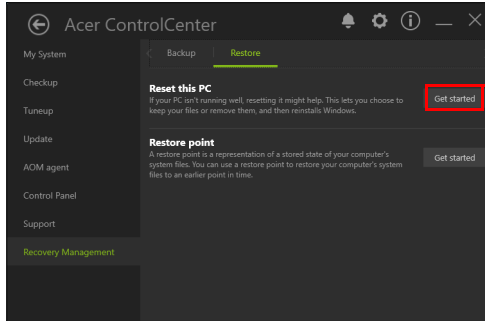 Acer ControlCenter
My System
Checkup
Tuneup
Update
AOM agent
Control Panel
Support
Recovery Management
Backup
Restore
Reset this PC
If your PC isn't running well, resetting it might help. This lets you choose to
keep your files or remove them, and then reinstalls Windows.
Get started
Restore point
A restore point is a representation of a stored state of your computer's
system files. You can use a restore point to restore your computer's system
files to an earlier point in time.
Get started